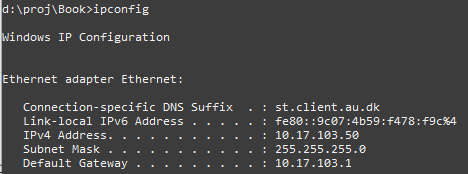 d:\proj\Book>ipconfig
Windows IP Configuration
Ethernet adapter Ethernet:
Connection-specific DNS Suffix  . : st.client.au.dk
Link-local IPv6 Address . . . . . : fe80::9c07:4b59:f478:f9c%4
IPv4 Address. . . . . . . . . . . : 10.17.103.50
Subnet Mask . . . . . . . . . . . : 255.255.255.0
Default Gateway . . . . . . . . . : 10.17.103.1